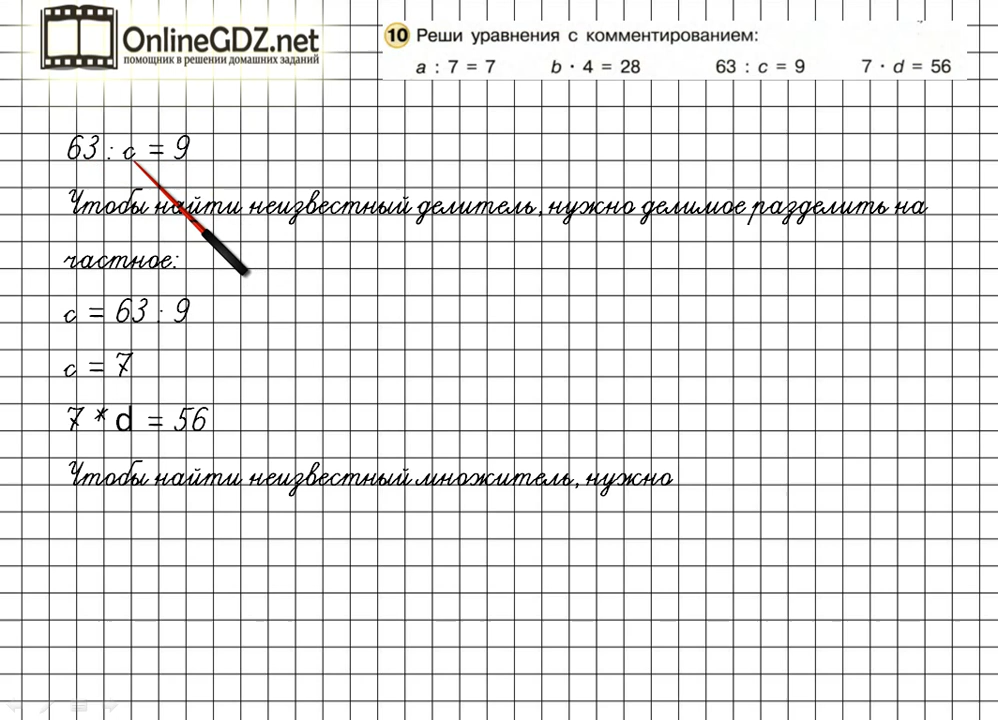 OnlineGDZ.net
помощник в решении домашних заданий
10 Реши уравнения с комментированием:
a : 7 = 7 b · 4 = 28 63 : c = 9 7 · d = 56
63 : c = 9
Чтобы найти неизвестный делитель, нужно делимое разделить на
частное:
c = 63 : 9
c = 7
7 * d = 56
Чтобы найти неизвестный множитель, нужно